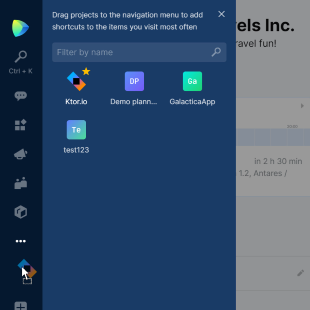 Drag projects to the navigation menu to add
shortcuts to the items you visit most often
vels Inc.
ravel fun!
Filter by name
Ctrl + K
DP
Ga
Ktor.io
Demo plann...
GalacticaApp
Te
test123
in 2 h 30 min
1.2, Antares /